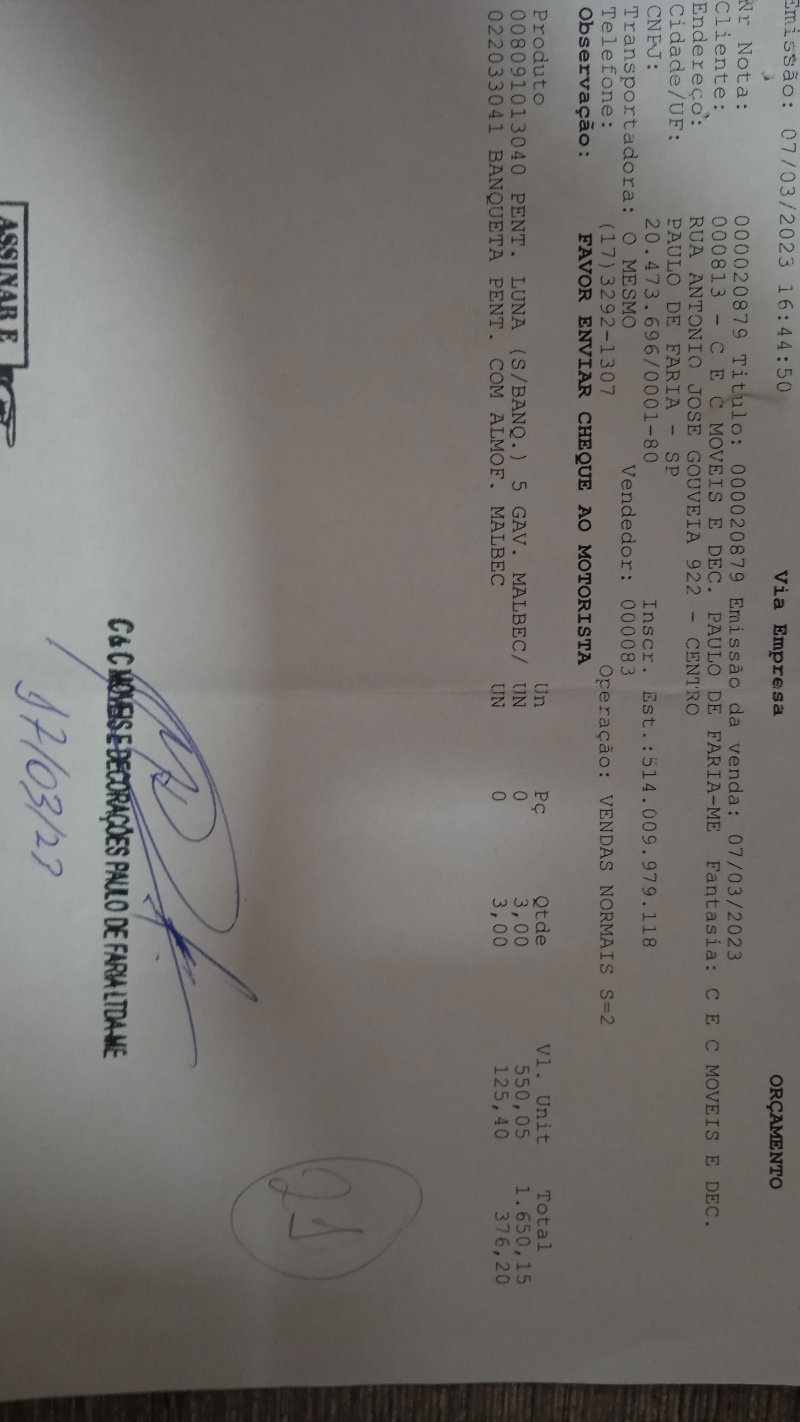 Emissão: 07/03/2023 16:44:50 Via Empresa ORÇAMENTO
Nr Nota: 000020879 Titulo: 000020879 Emissão da venda: 07/03/2023
Cliente: 000813 - C E C MOVEIS E DEC. PAULO DE FARIA-ME Fantasia: C E C MOVEIS E DEC.
Endereço: RUA ANTONIO JOSE GOUVEIA 922 - CENTRO
Cidade/UF: PAULO DE FARIA - SP
CNPJ: 20.473.696/0001-80 Inscr. Est.:514.009.979.118
Transportadora: O MESMO Vendedor: 000083
Telefone: (17)3292-1307 Operação: VENDAS NORMAIS S=2
Observação: FAVOR ENVIAR CHEQUE AO MOTORISTA
Produto Un Pç Qtde Vl. Unit Total
008091013040 PENT. LUNA (S/BANQ.) 5 GAV. MALBEC/ UN 0 3,00 550,05 1.650,15
022033041 BANQUETA PENT. COM ALMOF. MALBEC UN 0 3,00 125,40 376,20
21
C & C MOVEIS E DECORAÇÕES PAULO DE FARIA LTDA-ME
17/03/23
ASSINAR E